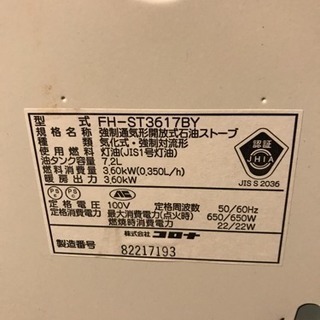 型式 FH-ST3617BY
規格名称 強制通気形開放式石油ストーブ
種類 気化式・強制対流形
使用燃料 灯油(JIS1号灯油)
油タンク容量 7.2L
燃料消費量 3.60kW(0.350L/h)
暖房出力 3.60kW
認証
JHIA
JIS S 2036
PS
PS
定格電圧 100V 定格周波数 50/60Hz
定格消費電力 最大消費電力(点火時) 650/650W
燃焼時消費電力 22/22W
株式会社コロナ
製造番号 82217193